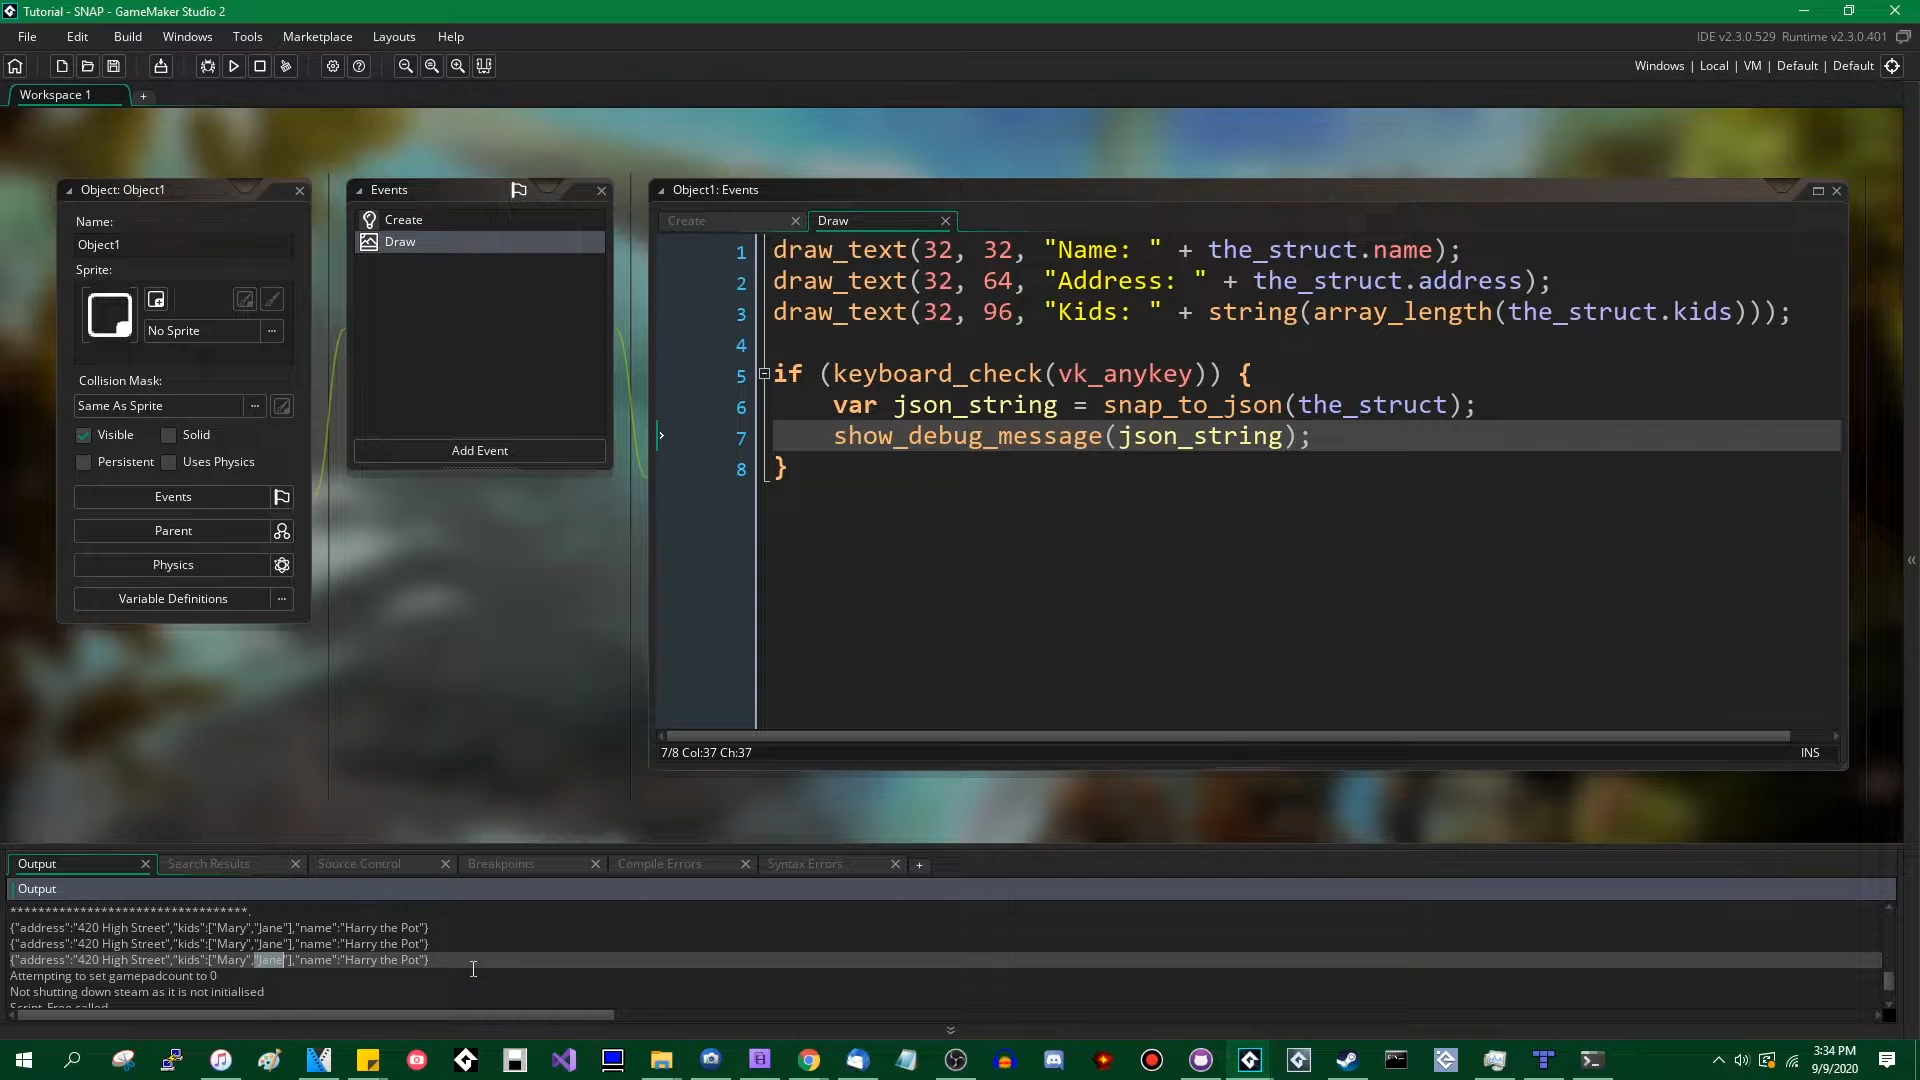 Tutorial - SNAP - GameMaker Studio 2
File Edit Build Windows Tools Marketplace Layouts Help
IDE v2.3.0.529 Runtime v2.3.0.401
Windows | Local | VM | Default | Default
Workspace 1 +
Object: Object1
Name:
Object1
Sprite:
No Sprite ...
Collision Mask:
Same As Sprite ...
Visible Solid
Persistent Uses Physics
Events
Parent
Physics
Variable Definitions ...
Events
Create
Draw
Add Event
Object1: Events
Create Draw
1 draw_text(32, 32, "Name: " + the_struct.name);
2 draw_text(32, 64, "Address: " + the_struct.address);
3 draw_text(32, 96, "Kids: " + string(array_length(the_struct.kids)));
4
5 if (keyboard_check(vk_anykey)) {
6 var json_string = snap_to_json(the_struct);
7 show_debug_message(json_string);
8 }
7/8 Col:37 Ch:37 INS
Output Search Results Source Control Breakpoints Compile Errors Syntax Errors +
Output
**********************************.
{"address":"420 High Street","kids":["Mary","Jane"],"name":"Harry the Pot"}
{"address":"420 High Street","kids":["Mary","Jane"],"name":"Harry the Pot"}
{"address":"420 High Street","kids":["Mary","Jane"],"name":"Harry the Pot"}
Attempting to set gamepadcount to 0
Not shutting down steam as it is not initialised
Script_Free called
3:34 PM
9/9/2020